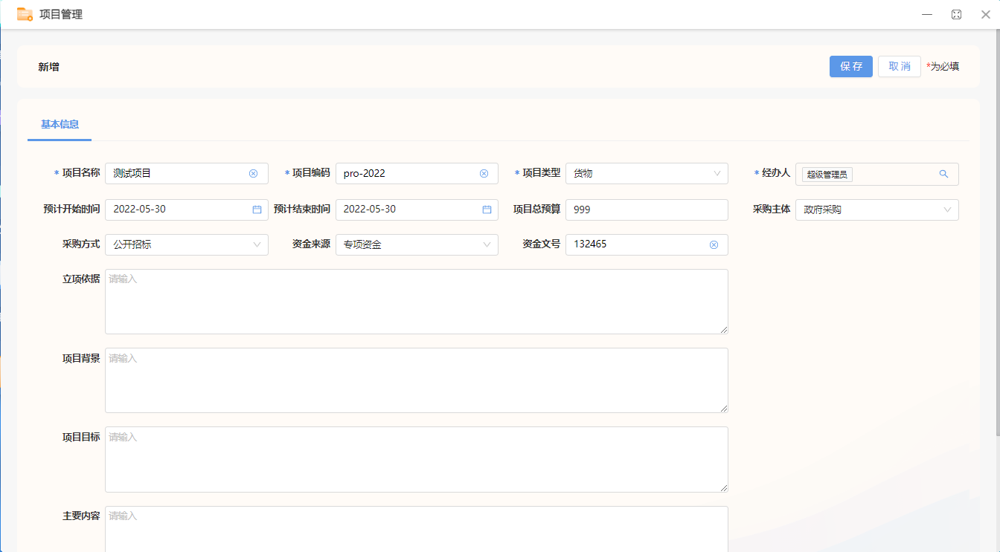 项目管理
新增
保存 取消 *为必填
基本信息
* 项目名称 测试项目 * 项目编码 pro-2022 * 项目类型 货物 * 经办人 超级管理员
预计开始时间 2022-05-30 预计结束时间 2022-05-30 项目总预算 999 采购主体 政府采购
采购方式 公开招标 资金来源 专项资金 资金文号 132465
立项依据 请输入
项目背景 请输入
项目目标 请输入
主要内容 请输入